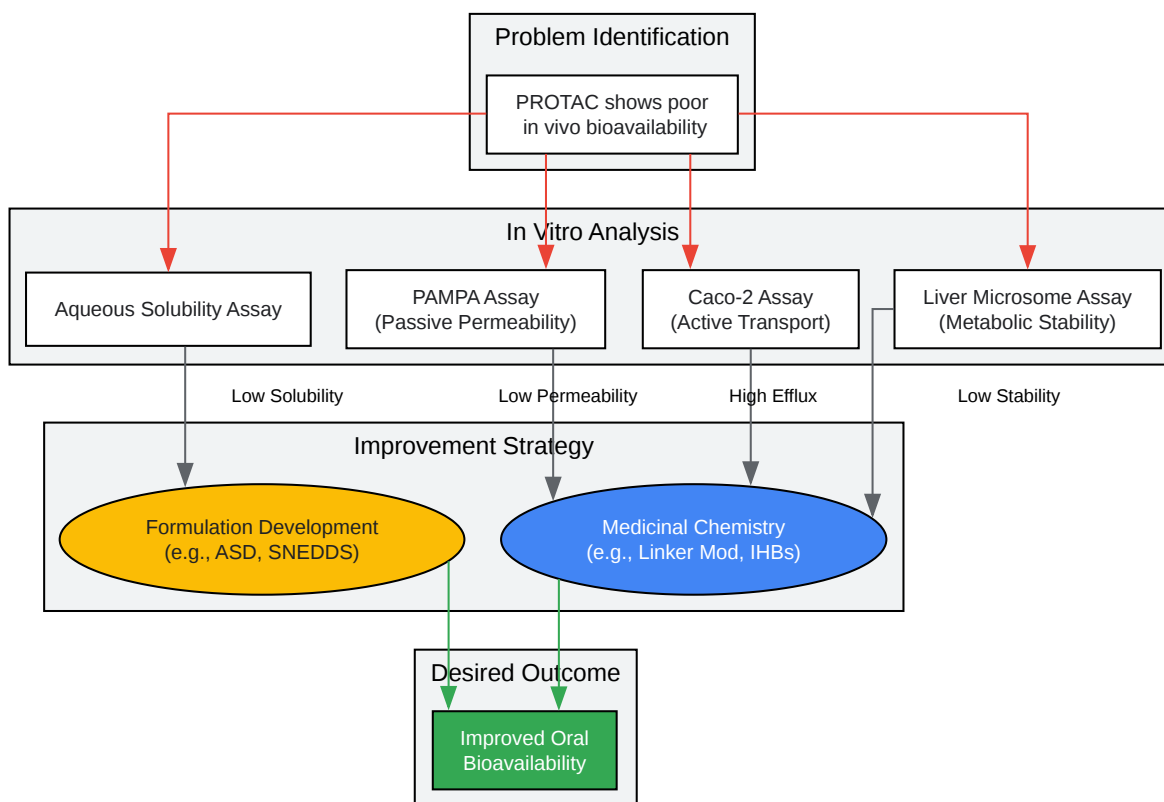 Problem Identification
PROTAC shows poor
in vivo bioavailability
In Vitro Analysis
Aqueous Solubility Assay
PAMPA Assay
(Passive Permeability)
Caco-2 Assay
(Active Transport)
Liver Microsome Assay
(Metabolic Stability)
Low Solubility
Low Permeability
High Efflux
Low Stability
Improvement Strategy
Formulation Development
(e.g., ASD, SNEDDS)
Medicinal Chemistry
(e.g., Linker Mod, IHBs)
Desired Outcome
Improved Oral
Bioavailability